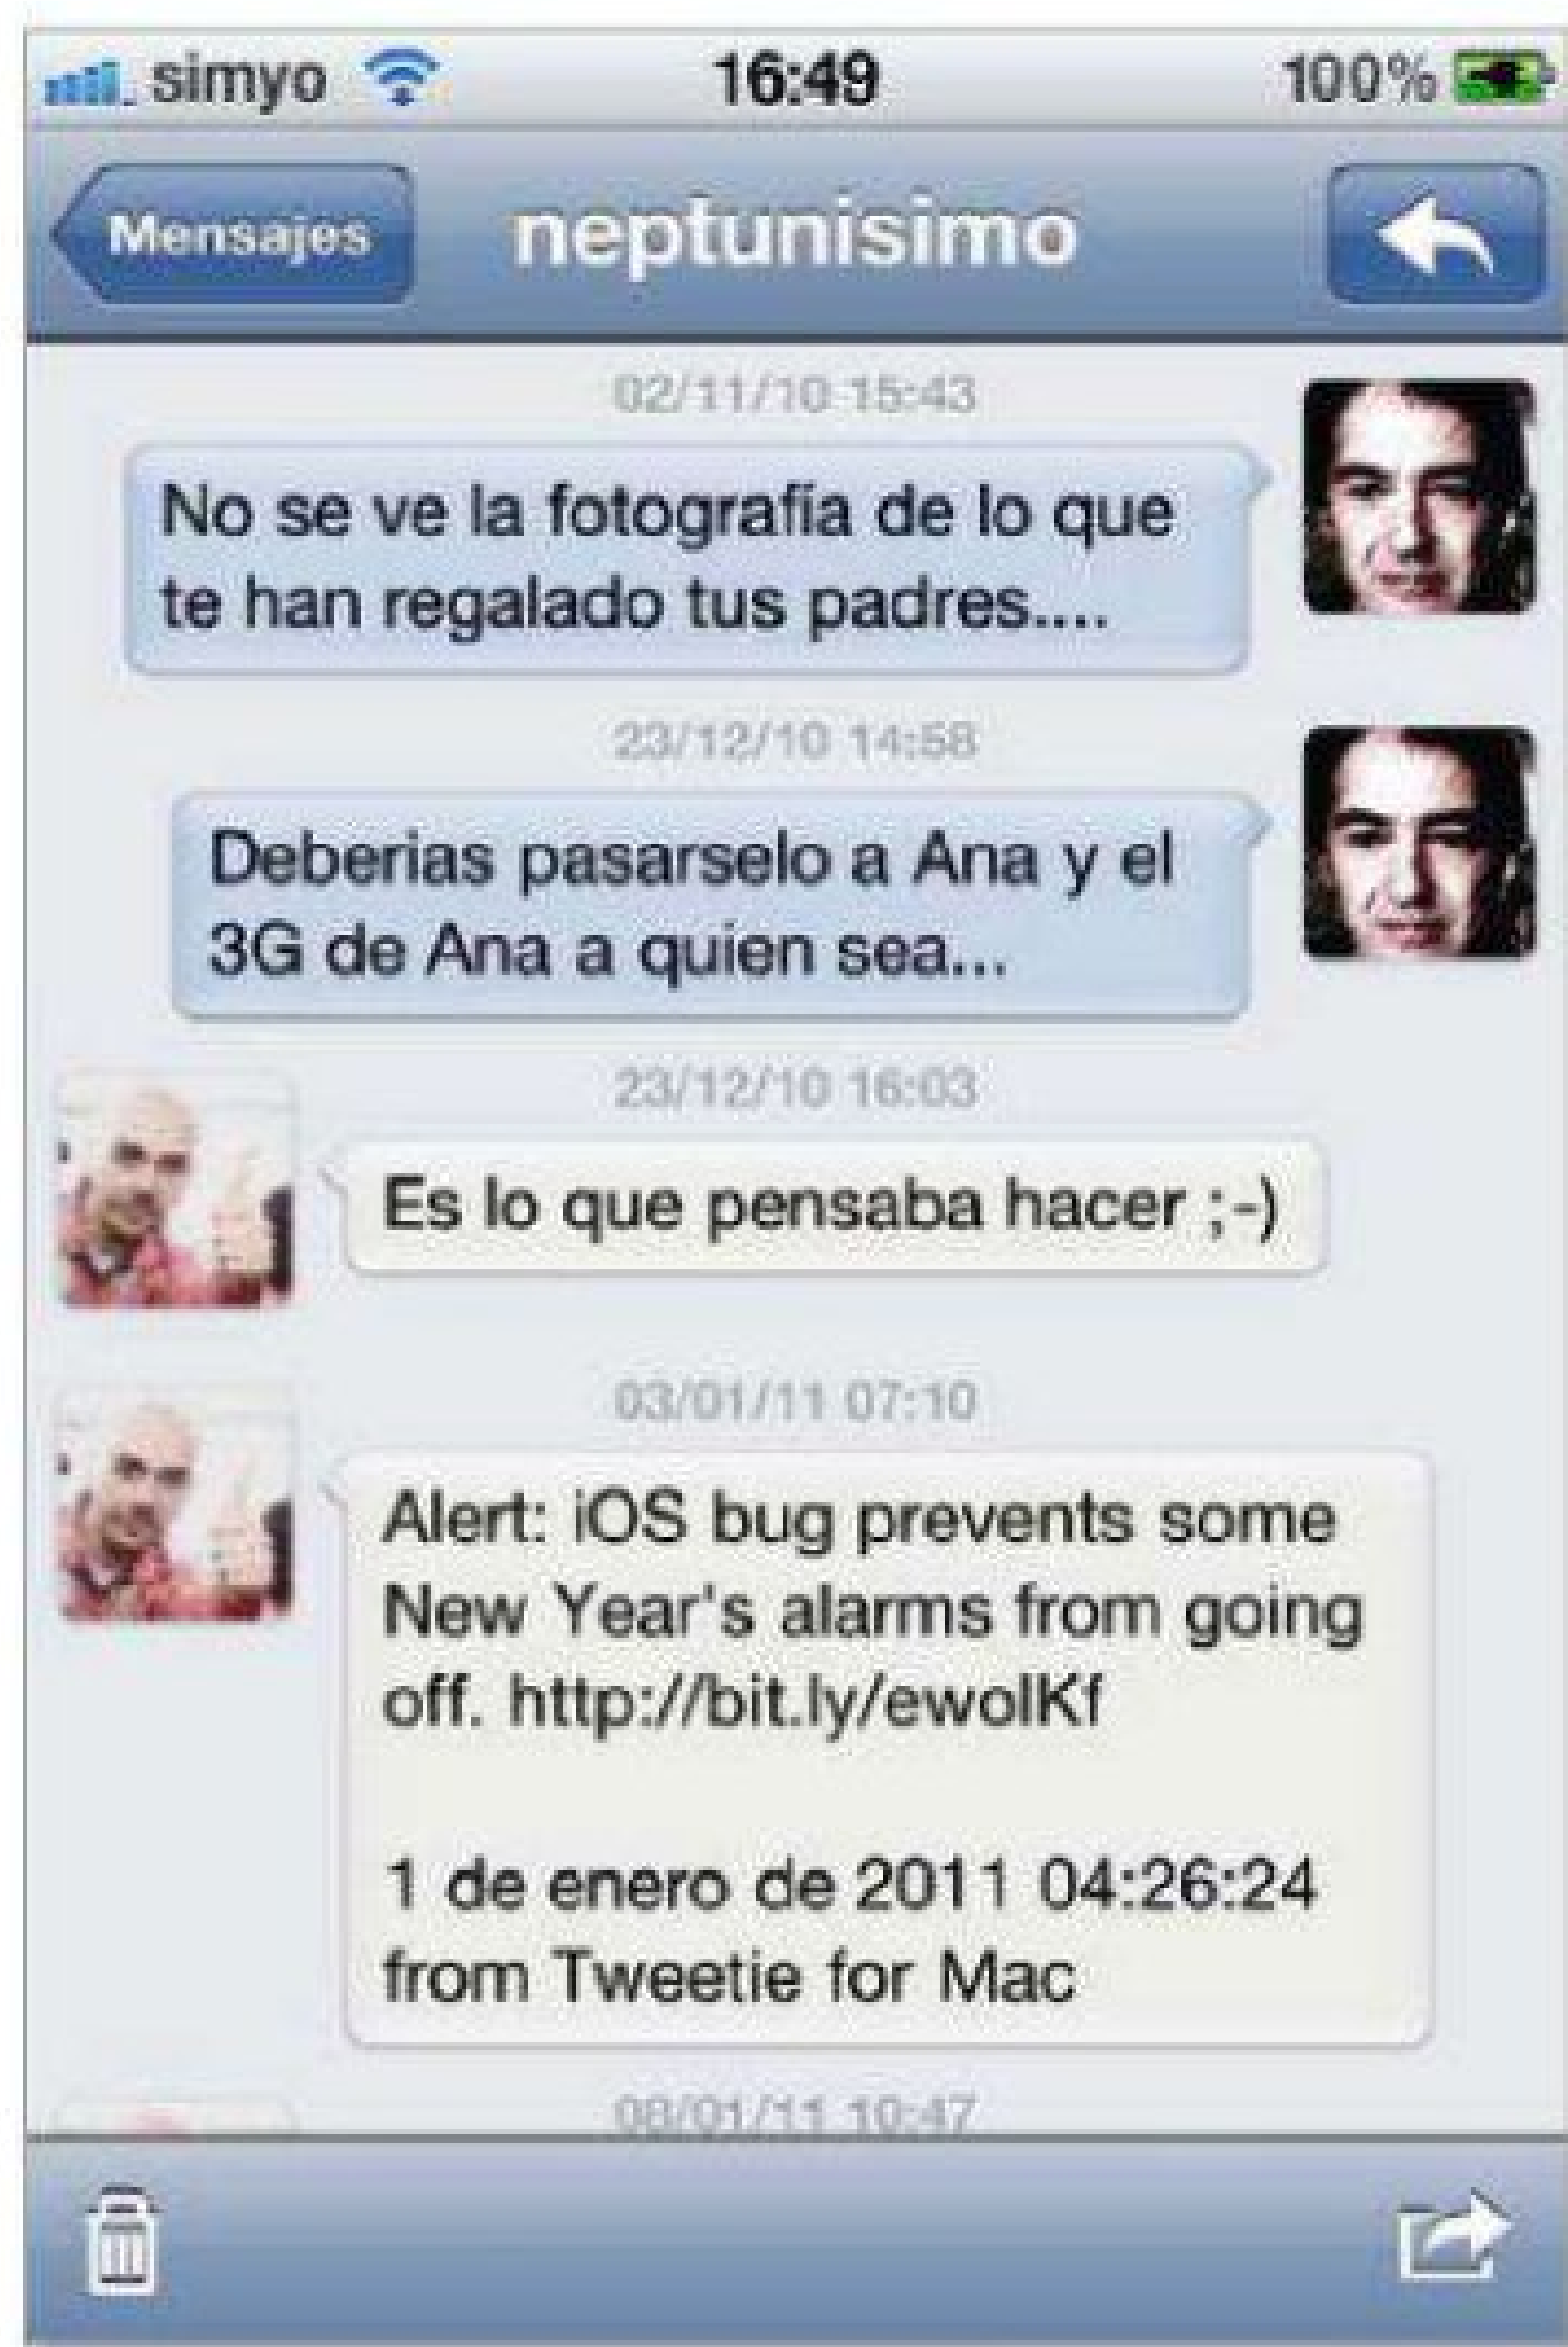 simyo 16:49 100%
Mensajes neptunisimo
02/11/10 15:43
No se ve la fotografía de lo que
te han regalado tus padres....
23/12/10 14:58
Deberias pasarselo a Ana y el
3G de Ana a quien sea...
23/12/10 16:03
Es lo que pensaba hacer ;-)
03/01/11 07:10
Alert: iOS bug prevents some
New Year's alarms from going
off. http://bit.ly/ewolKf
1 de enero de 2011 04:26:24
from Tweetie for Mac
08/01/11 10:47